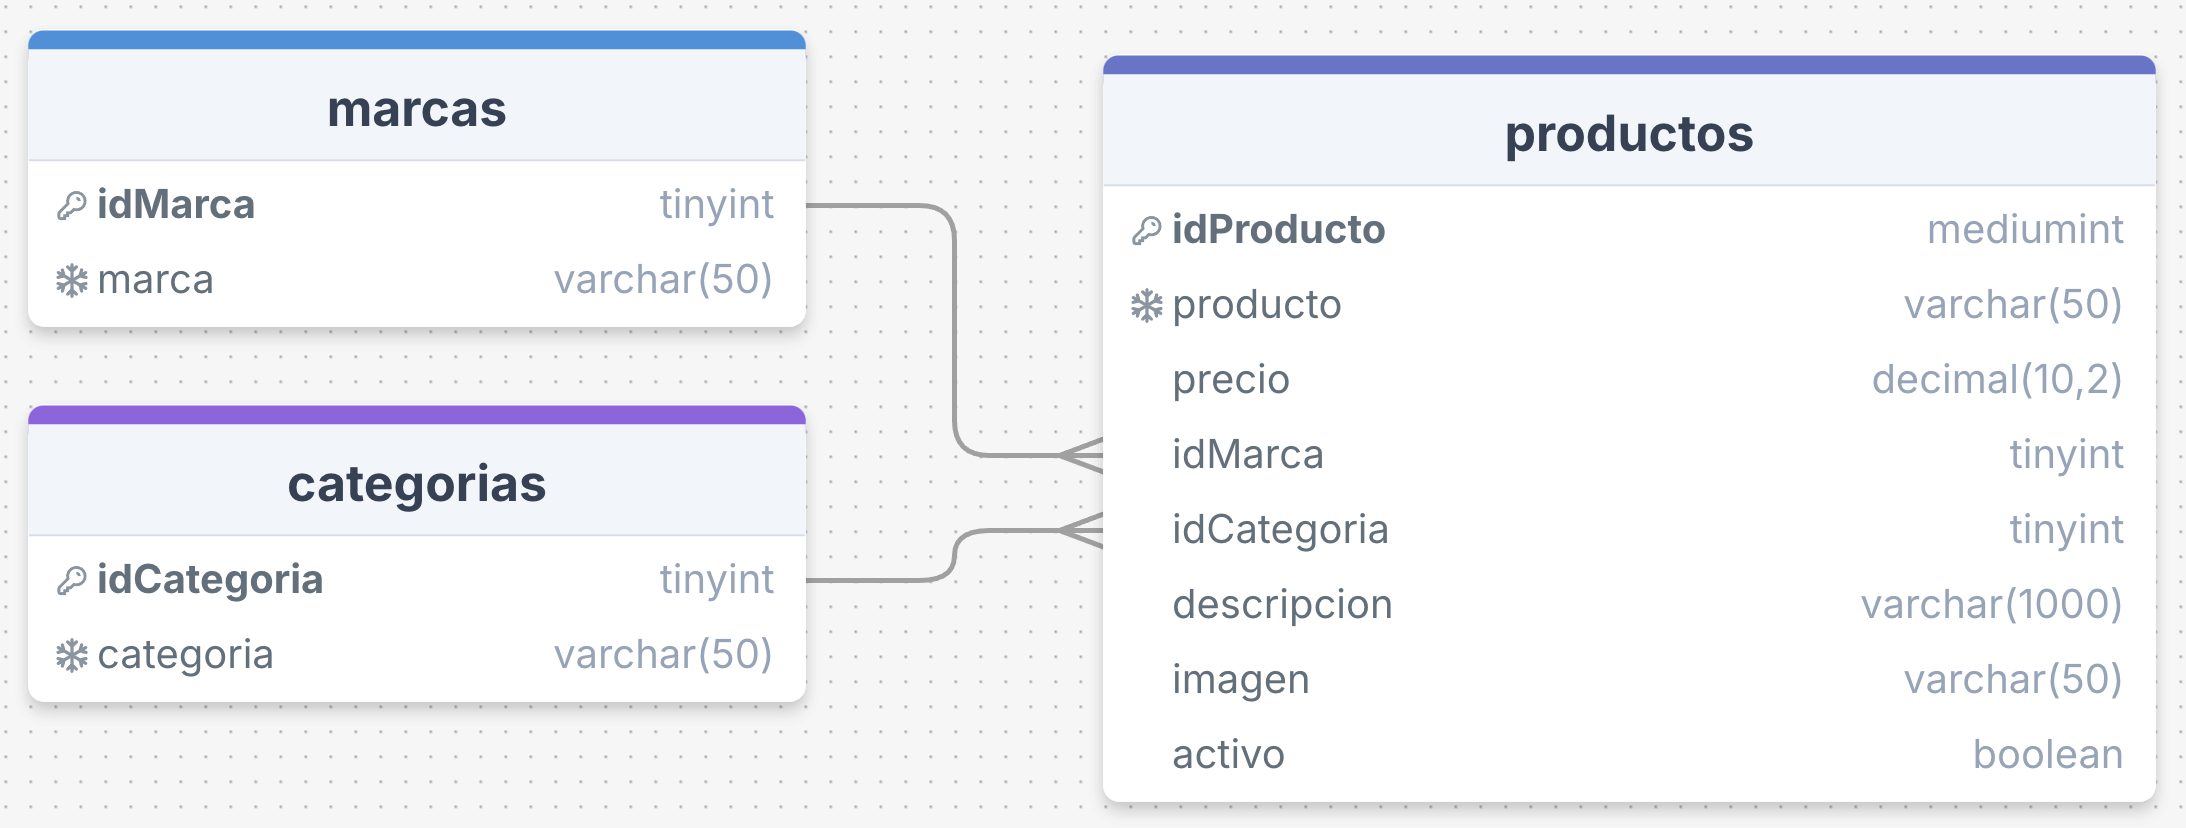 marcas
idMarca tinyint
marca varchar(50)
categorias
idCategoria tinyint
categoria varchar(50)
productos
idProducto mediumint
producto varchar(50)
precio decimal(10,2)
idMarca tinyint
idCategoria tinyint
descripcion varchar(1000)
imagen varchar(50)
activo boolean